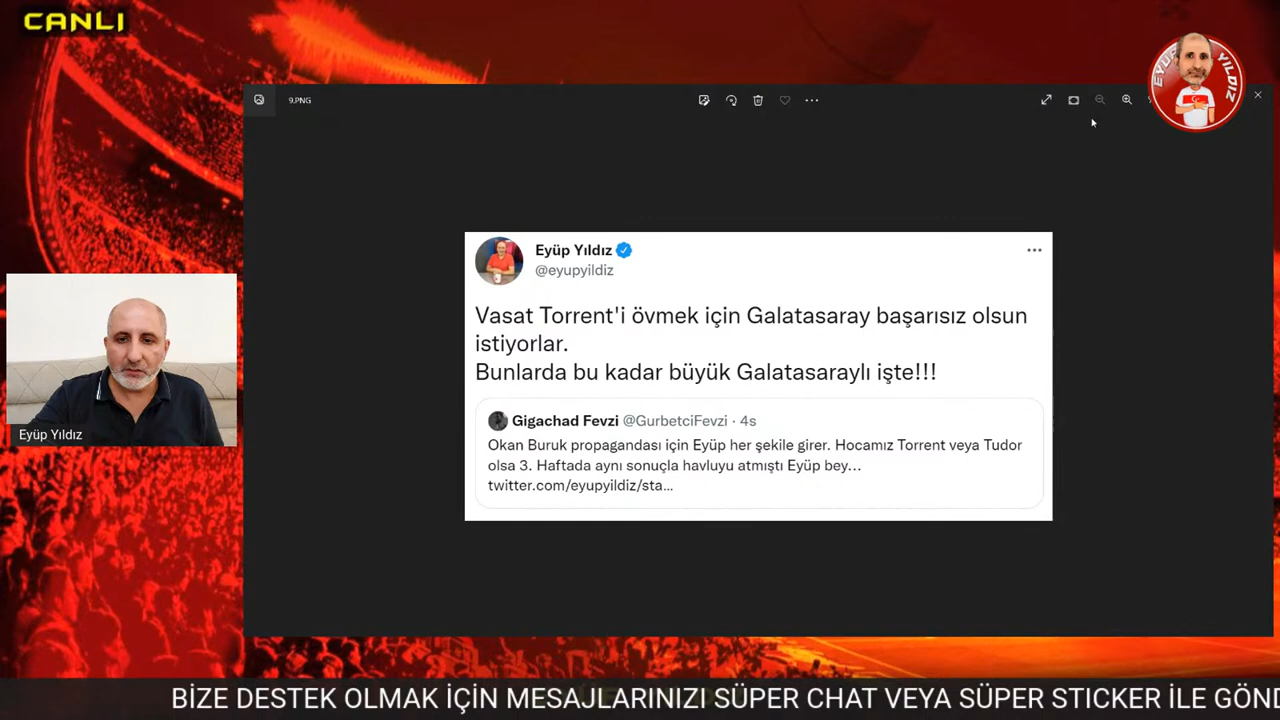 CANLI
9.PNG
EYÜP YILDIZ
Eyüp Yıldız
@eyupyildiz
Vasat Torrent'i övmek için Galatasaray başarısız olsun
istiyorlar.
Bunlarda bu kadar büyük Galatasaraylı işte!!!
Gigachad Fevzi @GurbetciFevzi · 4s
Okan Buruk propagandası için Eyüp her şekile girer. Hocamız Torrent veya Tudor
olsa 3. Haftada aynı sonuçla havluyu atmıştı Eyüp bey...
twitter.com/eyupyildiz/sta...
Eyüp Yıldız
BİZE DESTEK OLMAK İÇİN MESAJLARINIZI SÜPER CHAT VEYA SÜPER STICKER İLE GÖND